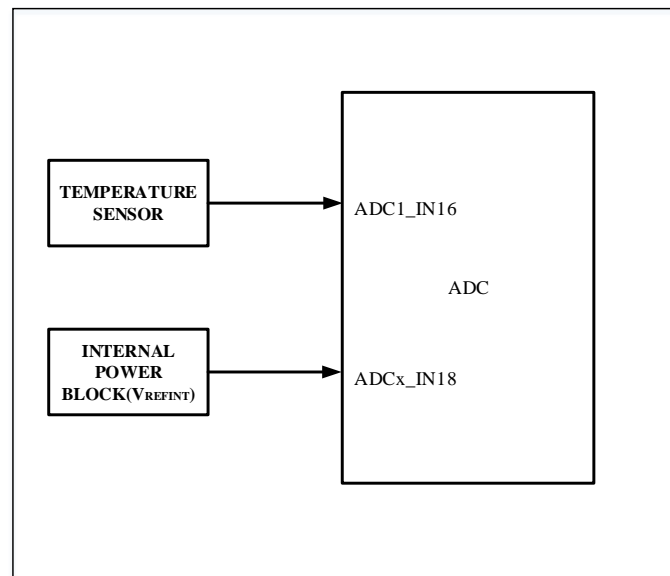 TEMPERATURE
SENSOR
ADC1_IN16
ADC
INTERNAL
POWER
BLOCK(VREFINT)
ADCx_IN18